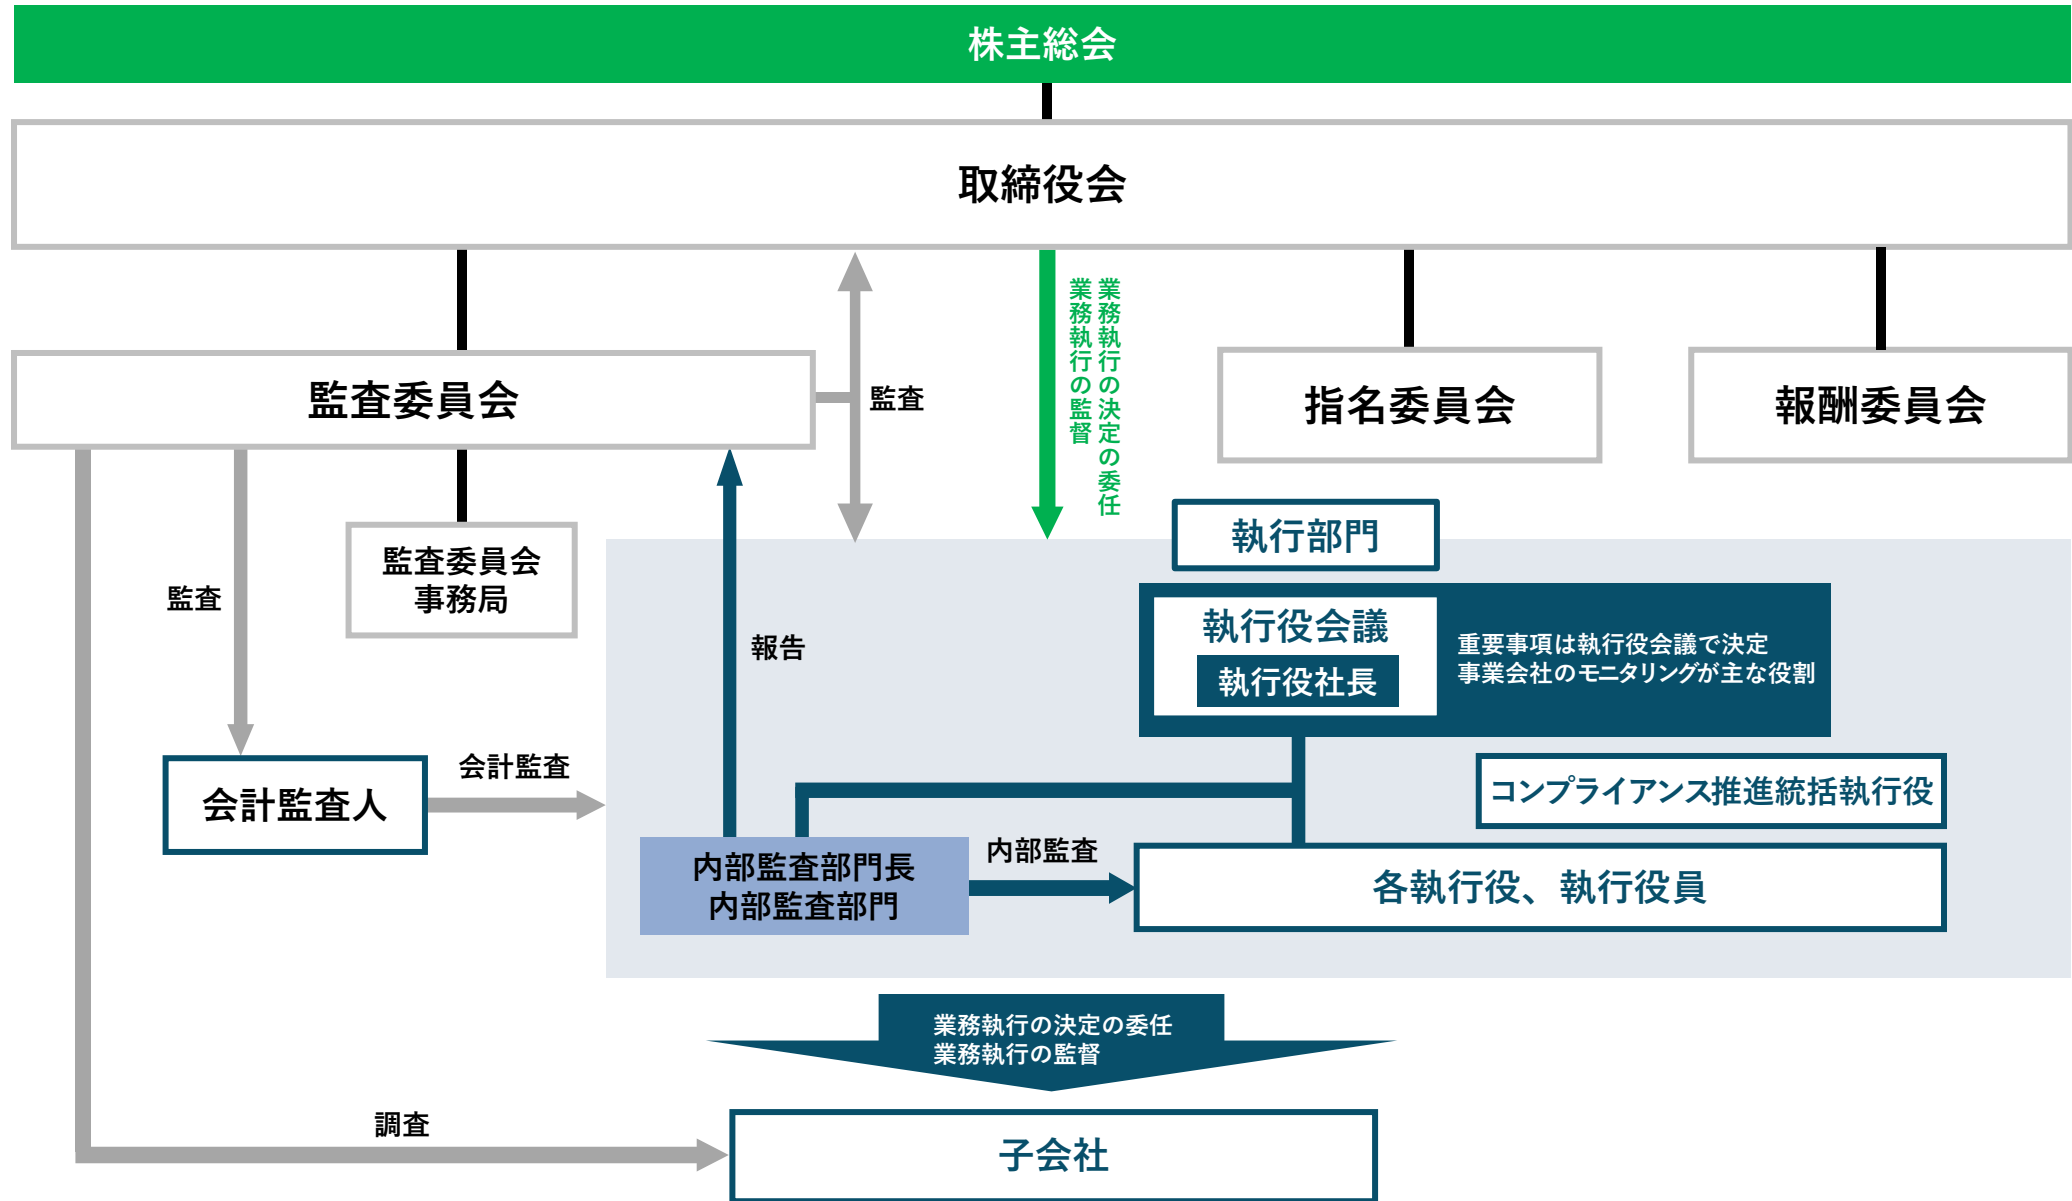 株主総会
取締役会
業務執行の決定の委任
業務執行の監督
監査委員会
監査
指名委員会
報酬委員会
監査委員会
事務局
監査
報告
執行部門
執行役会議
執行役社長
重要事項は執行役会議で決定
事業会社のモニタリングが主な役割
会計監査人
会計監査
コンプライアンス推進統括執行役
内部監査部門長
内部監査部門
内部監査
各執行役、執行役員
業務執行の決定の委任
業務執行の監督
調査
子会社